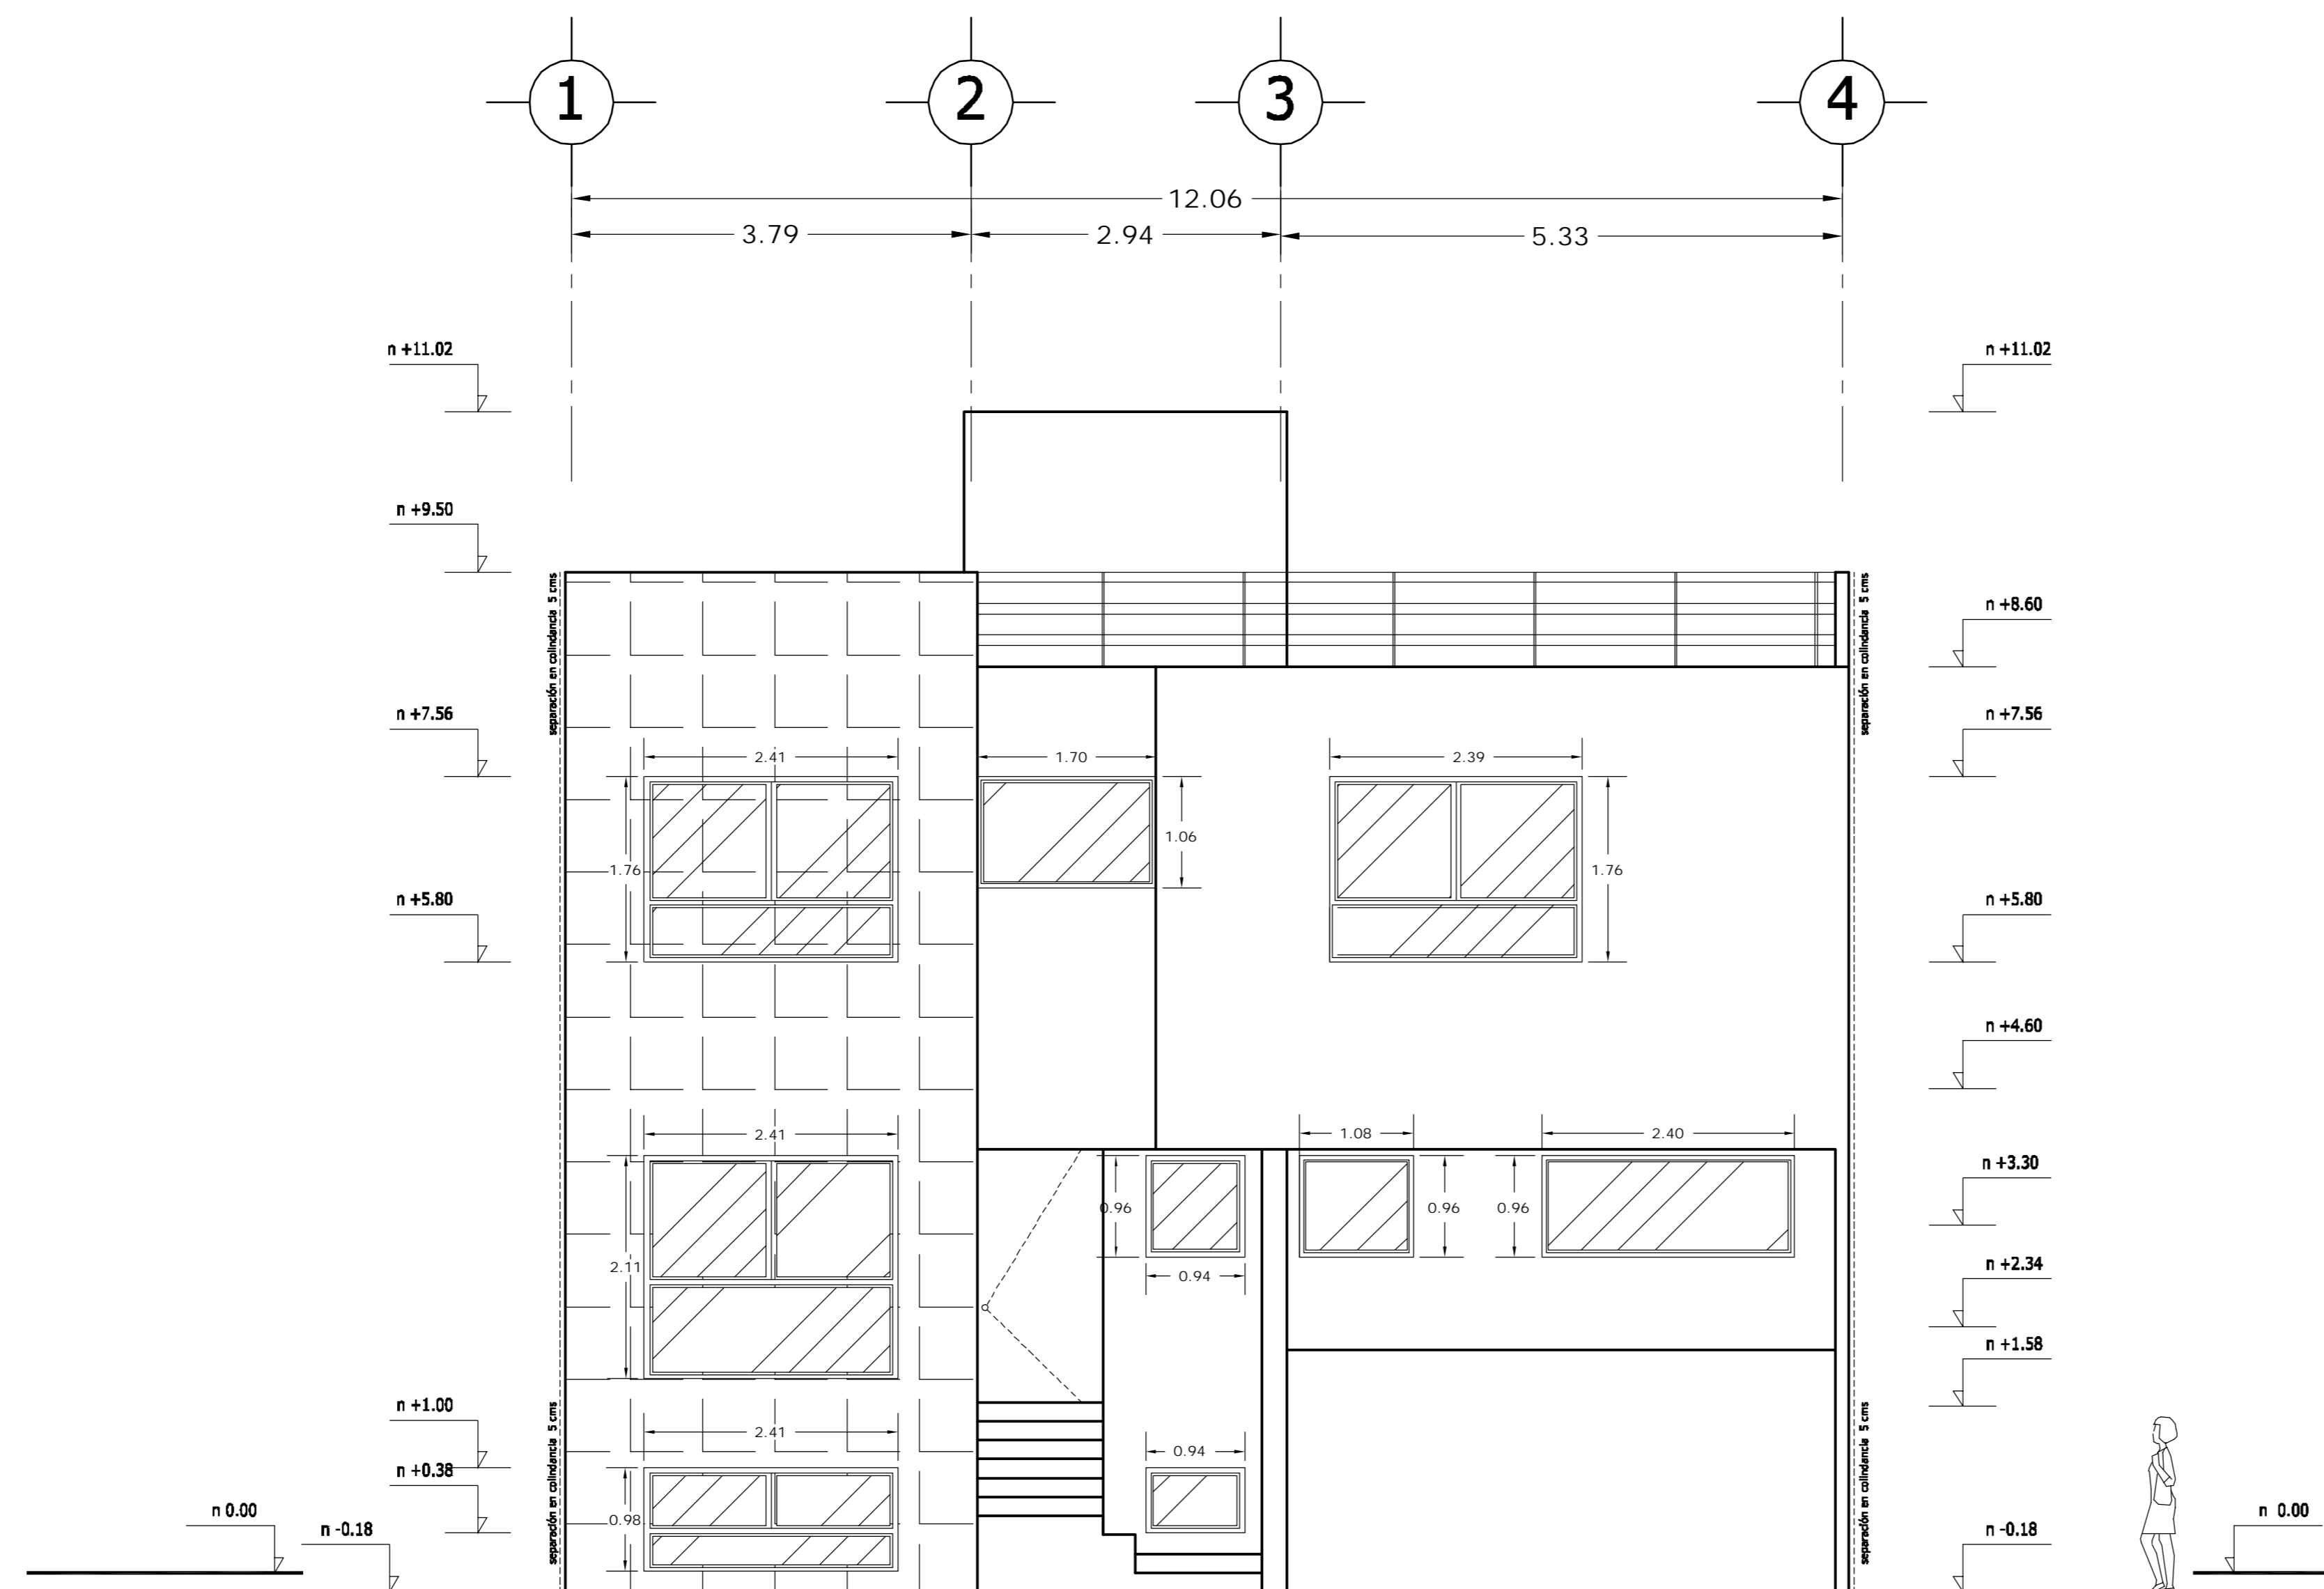 1 2 3 4
12.06
3.79 2.94 5.33
n +11.02 n +11.02
n +9.50
separación en colindancia 5 cms separación en colindancia 5 cms
n +8.60
n +7.56 n +7.56
2.41 1.70 2.39
1.06
1.76 1.76
n +5.80 n +5.80
n +4.60
2.41 1.08 2.40
n +3.30
0.96 0.96 0.96
2.11 0.94 n +2.34
n +1.58
n +1.00
separación en colindancia 5 cms separación en colindancia 5 cms
2.41 0.94
n +0.38
n 0.00 0.98 n 0.00
n -0.18 n -0.18